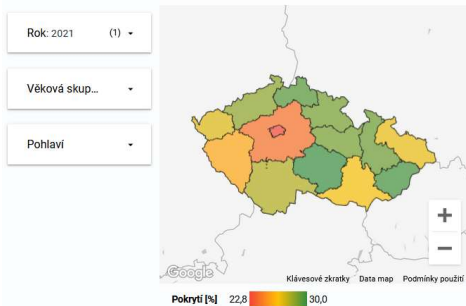 Rok: 2021 (1)
Věková skup...
Pohlaví
Google
Klávesové zkratky Data map Podmínky použití
Pokrytí [%] 22,8 30,0